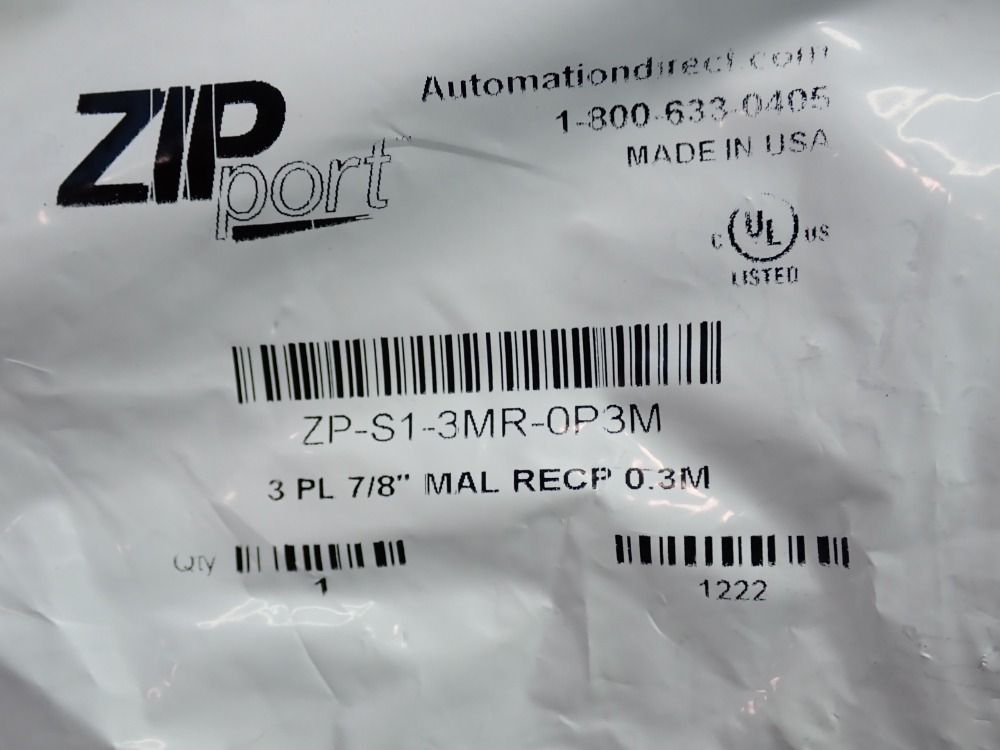 ZIP port™
Automationdirect.com
1-800-633-0405
MADE IN USA
C UL US
LISTED
ZP-S1-3MR-0P3M
3 PL 7/8" MAL RECP 0.3M
Qty
1
1222